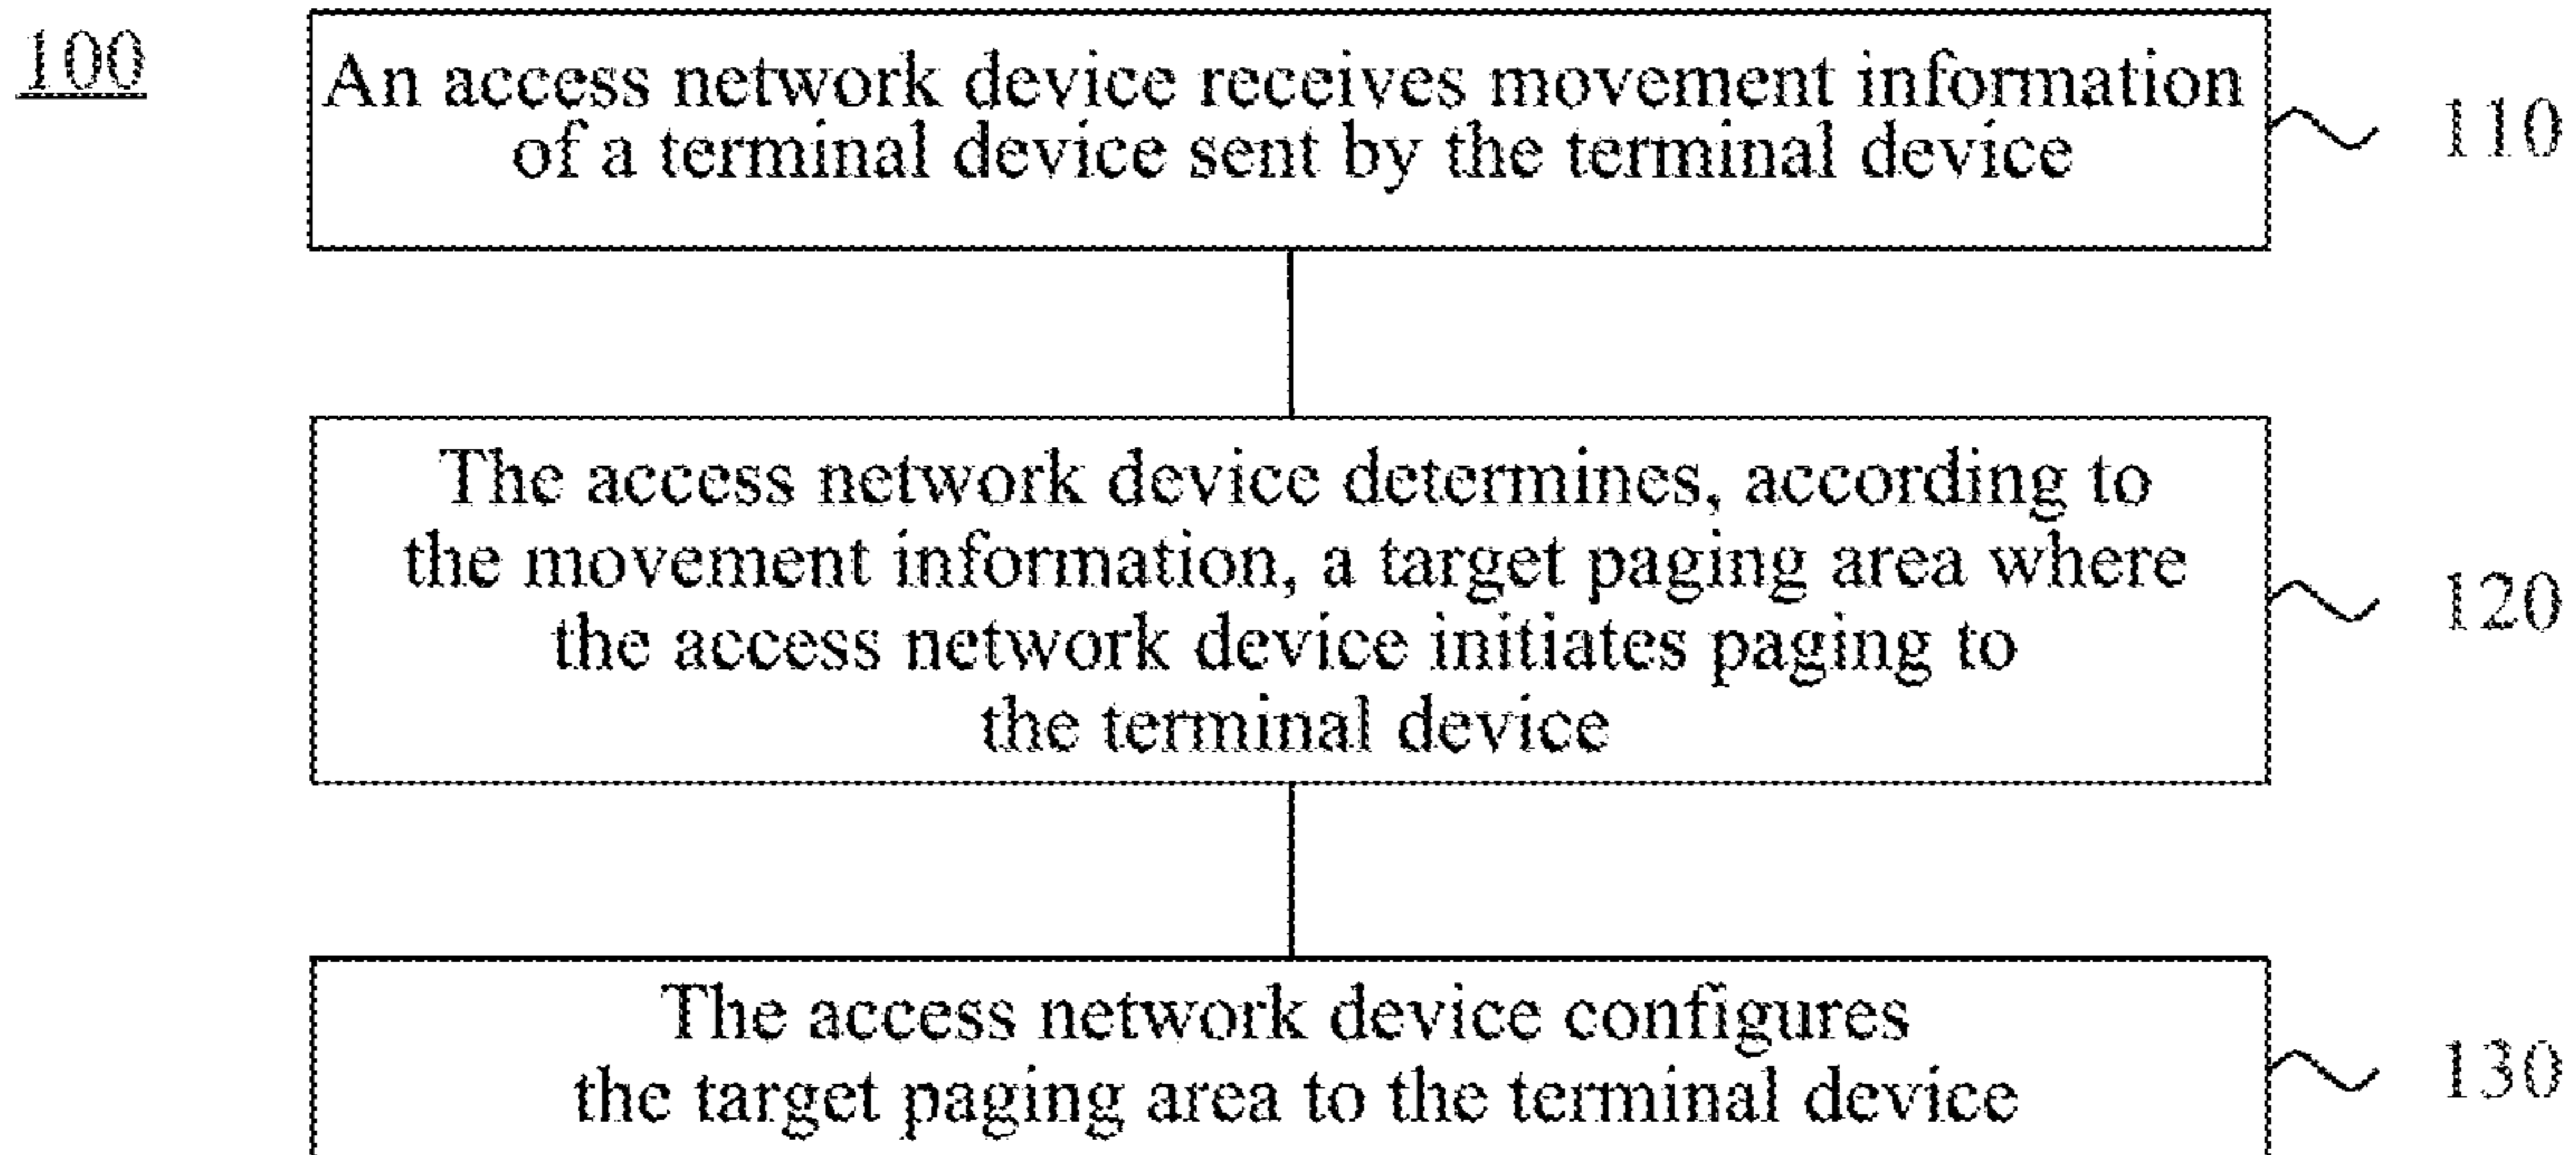 100
An access network device receives movement information
of a terminal device sent by the terminal device
110
The access network device determines, according to
the movement information, a target paging area where
the access network device initiates paging to
the terminal device
120
The access network device configures
the target paging area to the terminal device
130